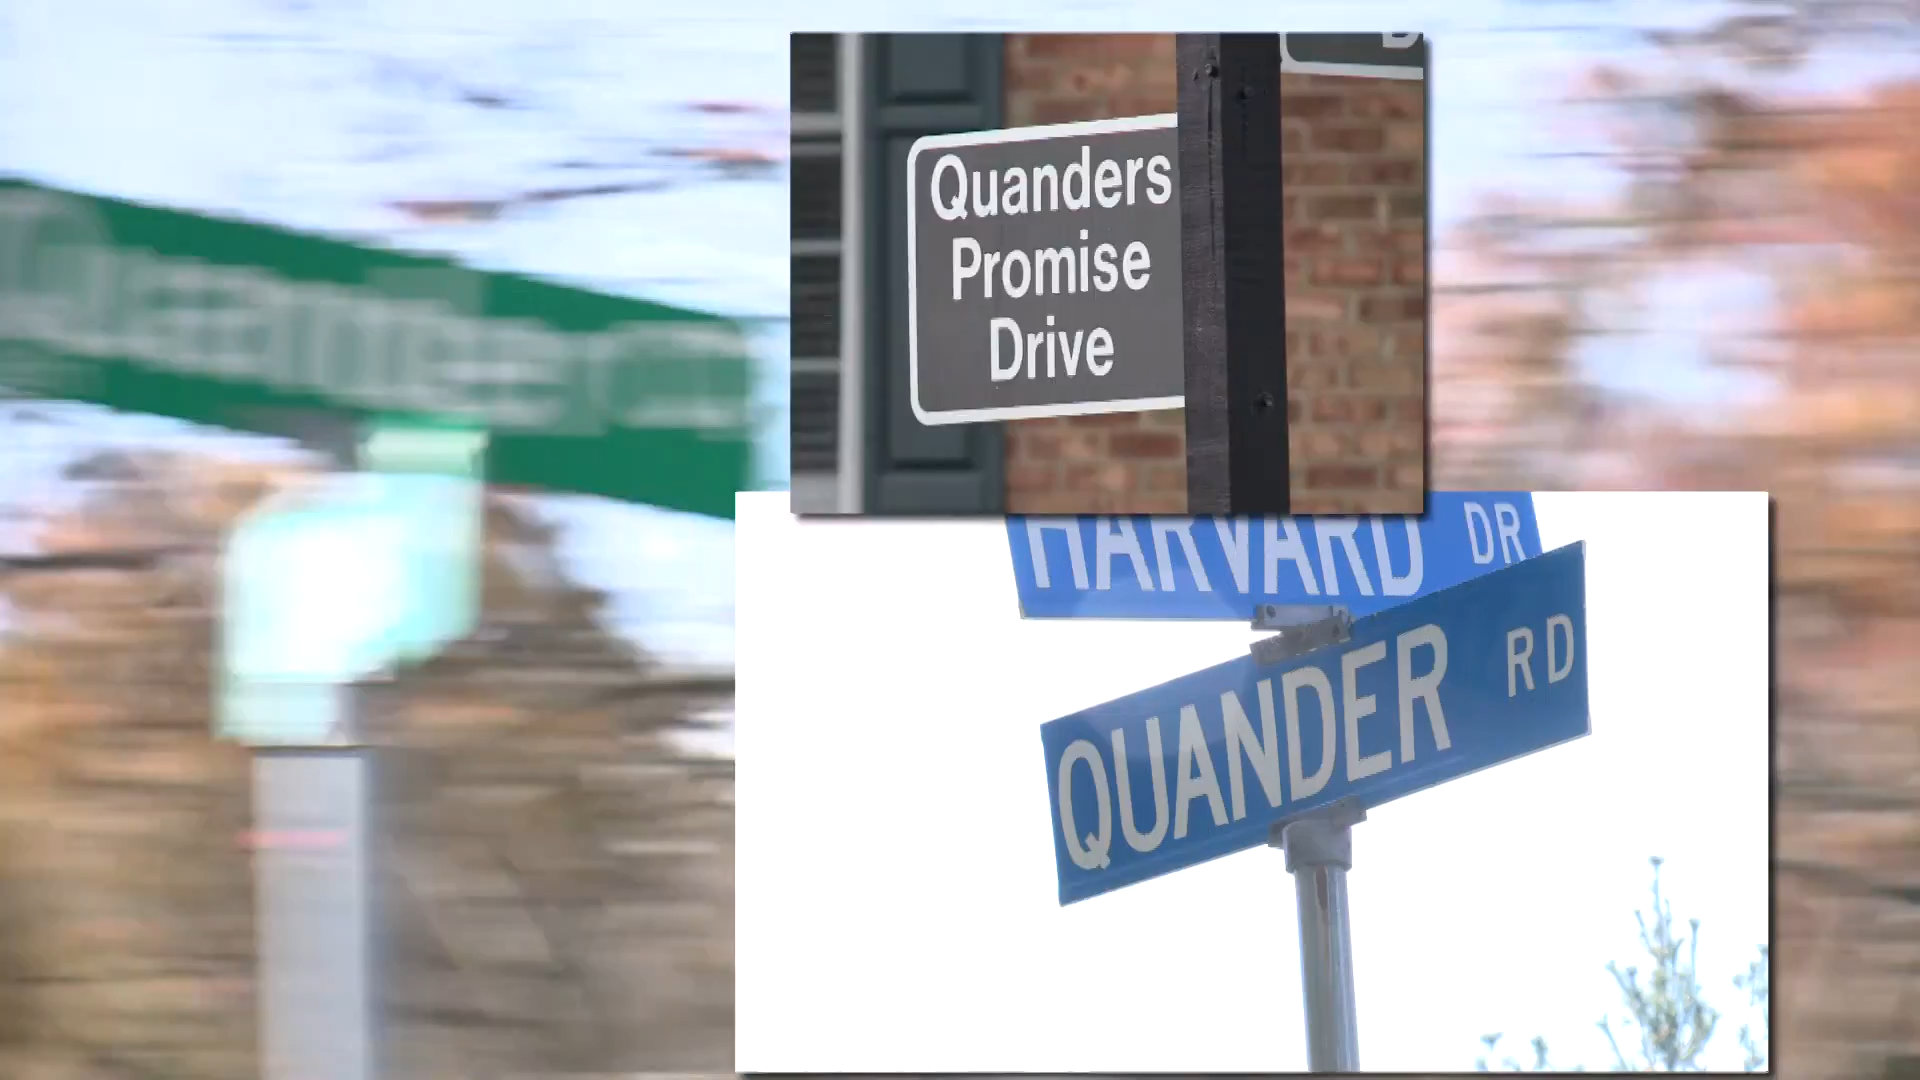 Quanders
Promise
Drive
HARVARD DR
QUANDER RD